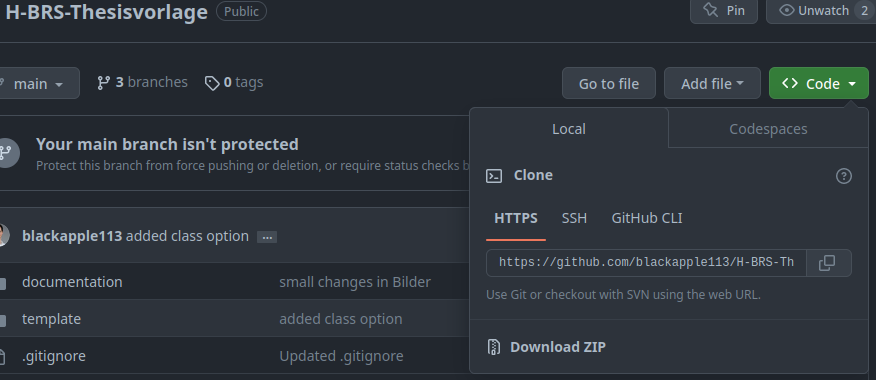 H-BRS-Thesisvorlage Public Pin Unwatch 2
main 3 branches 0 tags Go to file Add file Code
Your main branch isn't protected
Protect this branch from force pushing or deletion, or require status checks b
Local Codespaces
Clone
HTTPS SSH GitHub CLI
https://github.com/blackapple113/H-BRS-Th
Use Git or checkout with SVN using the web URL.
Download ZIP
blackapple113 added class option ...
documentation small changes in Bilder
template added class option
.gitignore Updated .gitignore